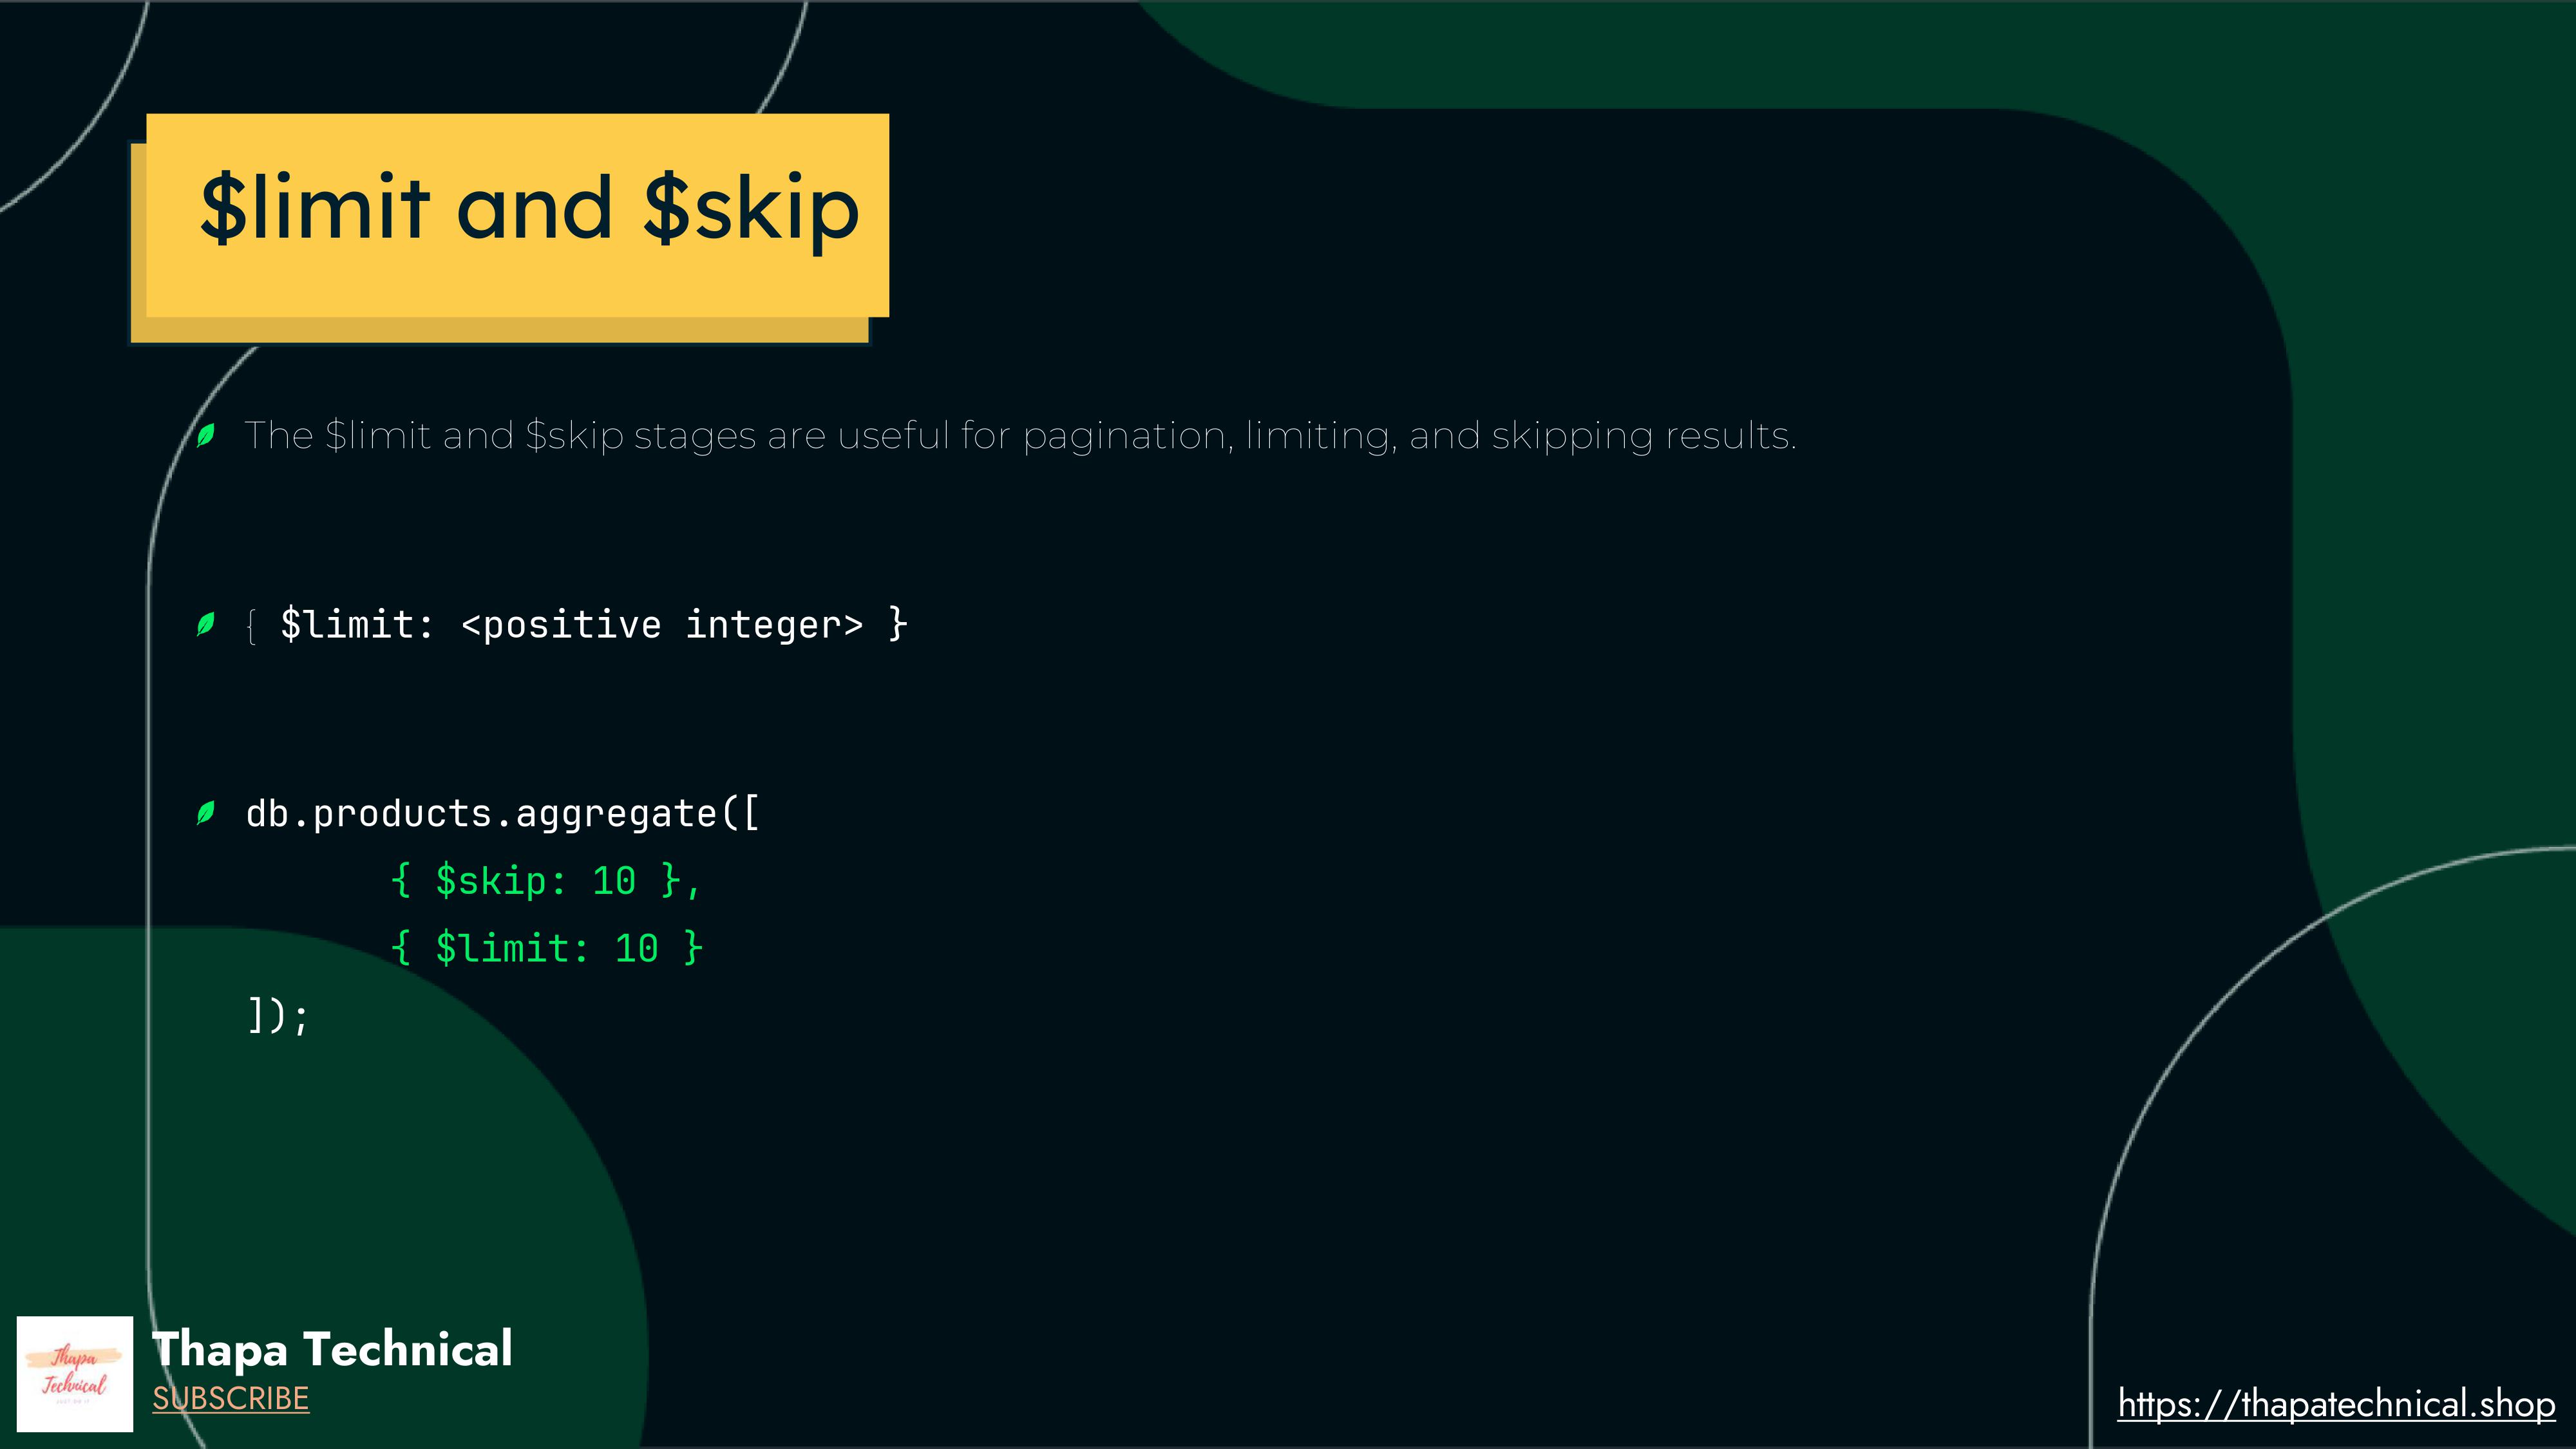 $limit and $skip
The $limit and $skip stages are useful for pagination, limiting, and skipping results.
{ $limit: <positive integer> }
db.products.aggregate([
{ $skip: 10 },
{ $limit: 10 }
]);
Thapa
Technical
Thapa Technical
SUBSCRIBE
https://thapatechnical.shop